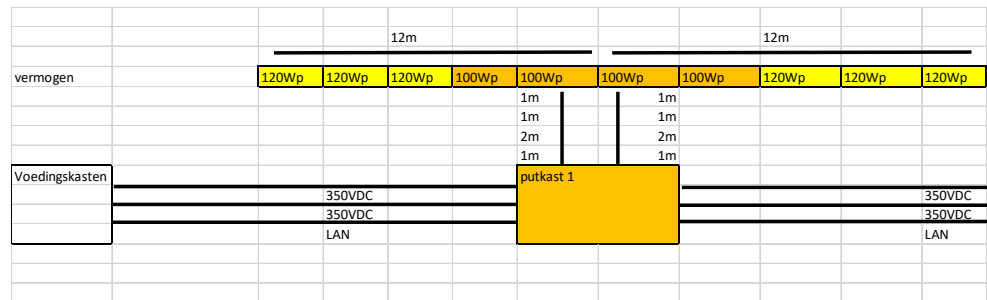 12m 12m
vermogen 120Wp 120Wp 120Wp 100Wp 100Wp 100Wp 100Wp 120Wp 120Wp 120Wp
1m 1m
1m 1m
2m 2m
1m 1m
Voedingskasten putkast 1
350VDC 350VDC
350VDC 350VDC
LAN LAN